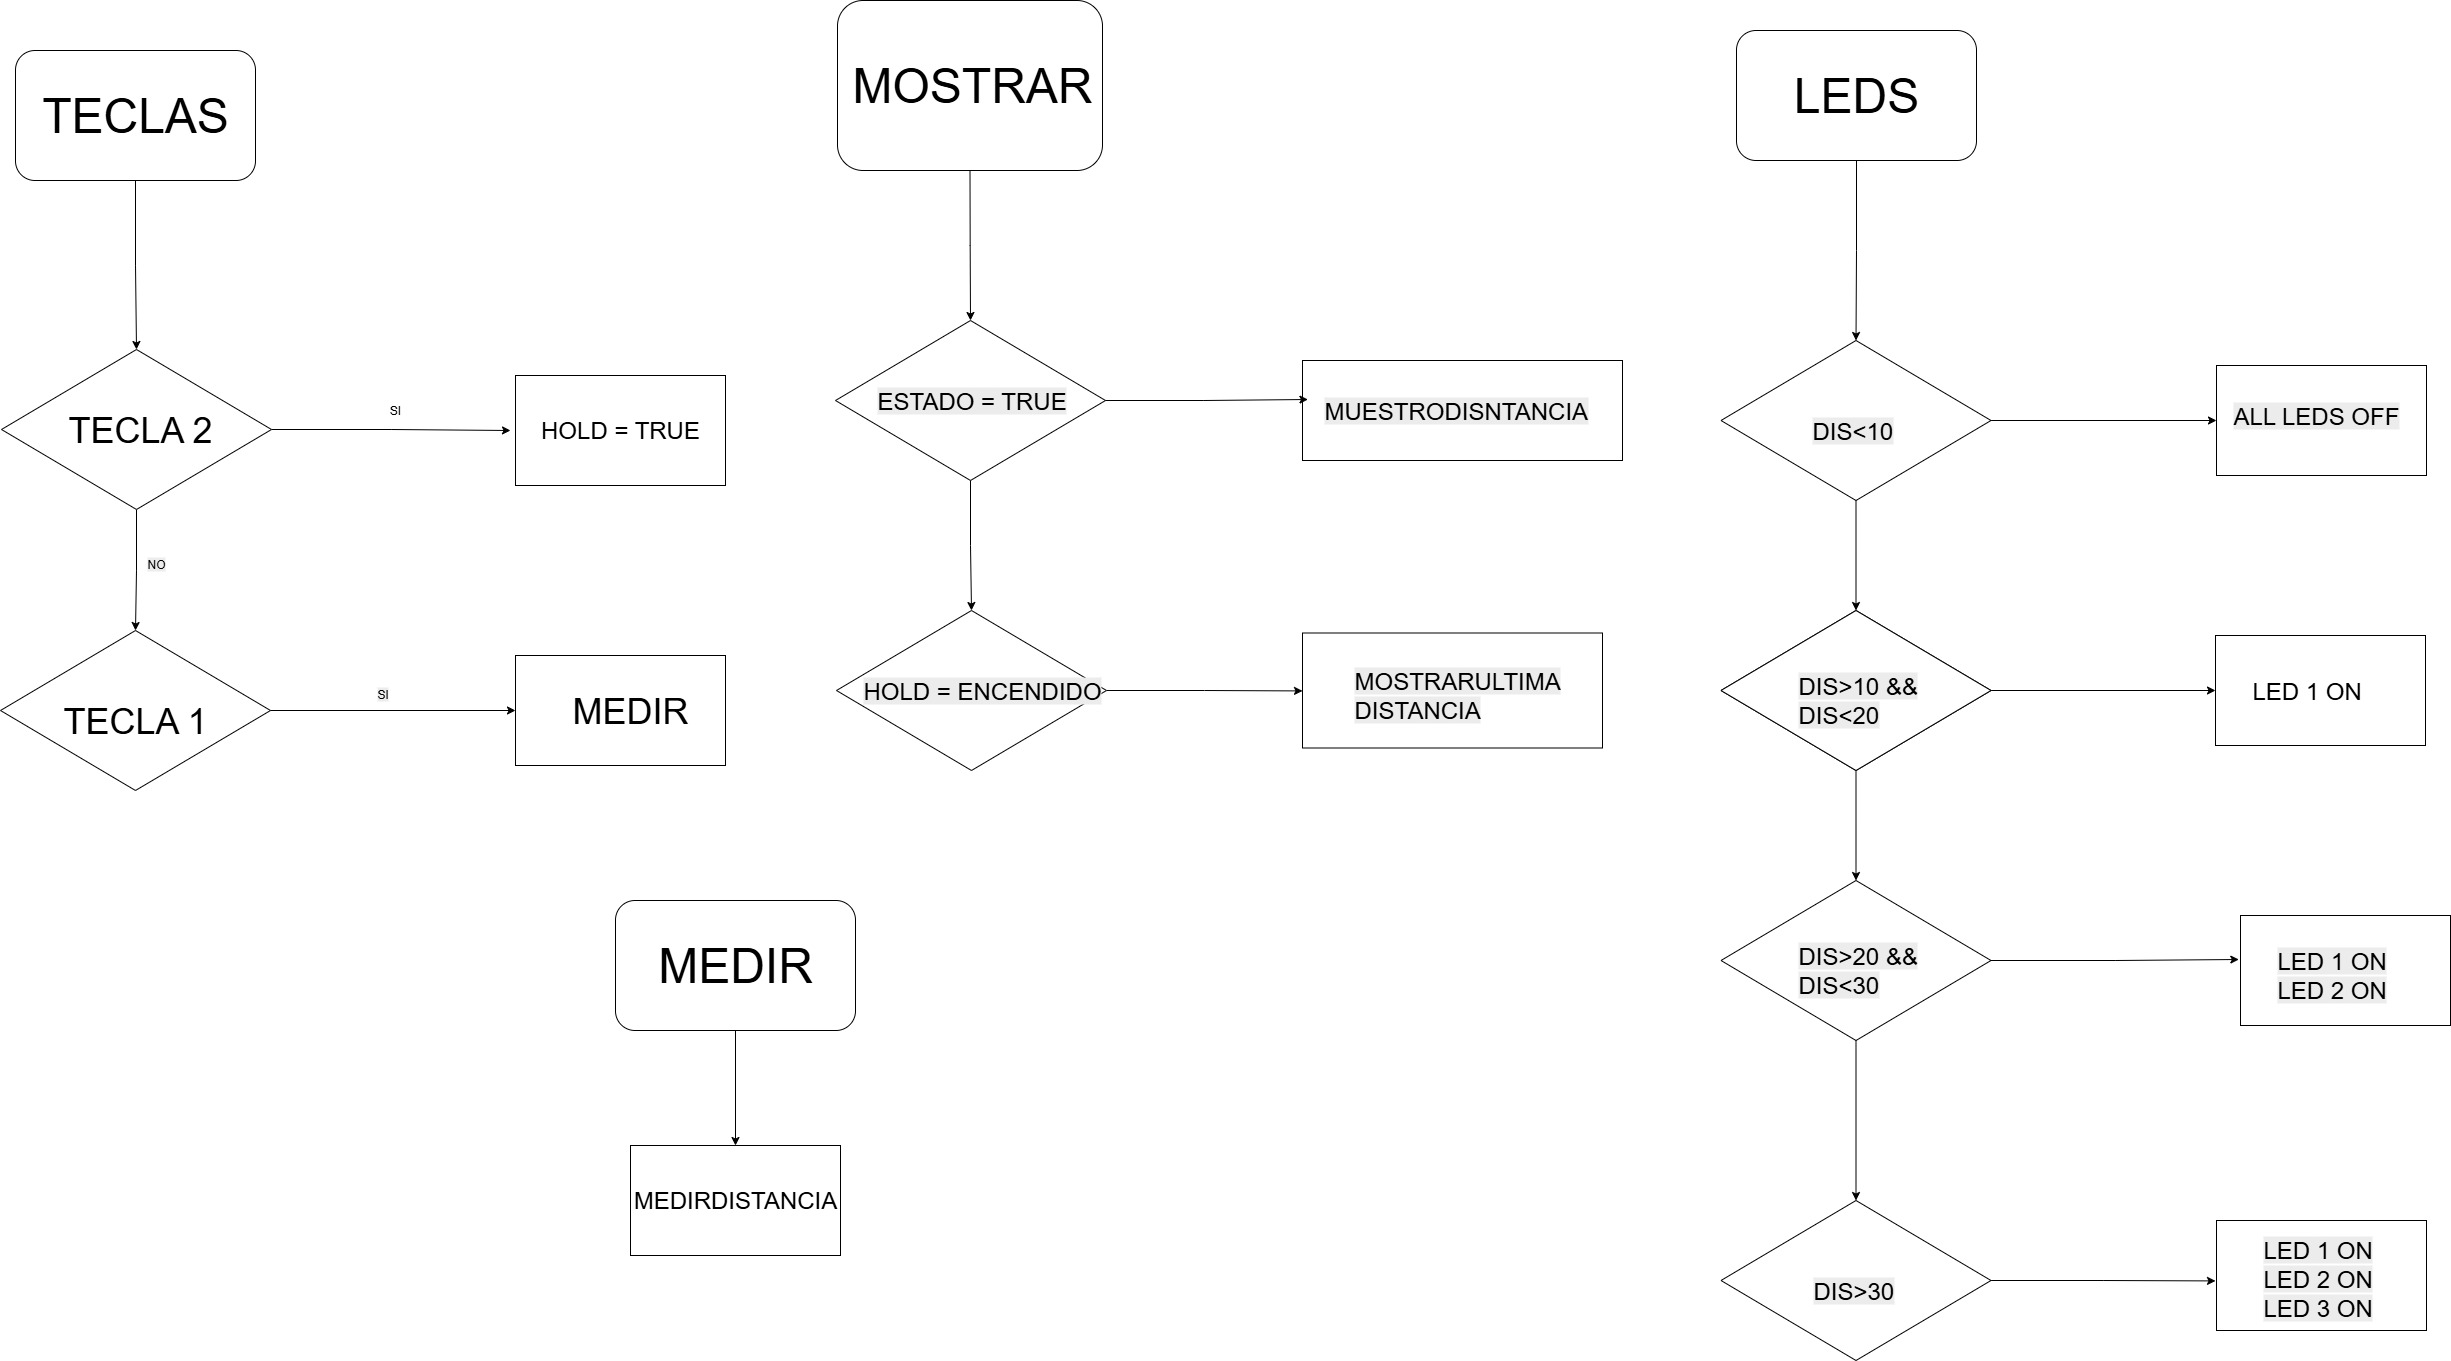 TECLAS
TECLA 2
SI
HOLD = TRUE
NO
TECLA 1
SI
MEDIR
MOSTRAR
ESTADO = TRUE
MUESTRODISNTANCIA
HOLD = ENCENDIDO
MOSTRARULTIMA
DISTANCIA
MEDIR
MEDIRDISTANCIA
LEDS
DIS<10
ALL LEDS OFF
DIS>10 &&
DIS<20
LED 1 ON
DIS>20 &&
DIS<30
LED 1 ON
LED 2 ON
DIS>30
LED 1 ON
LED 2 ON
LED 3 ON